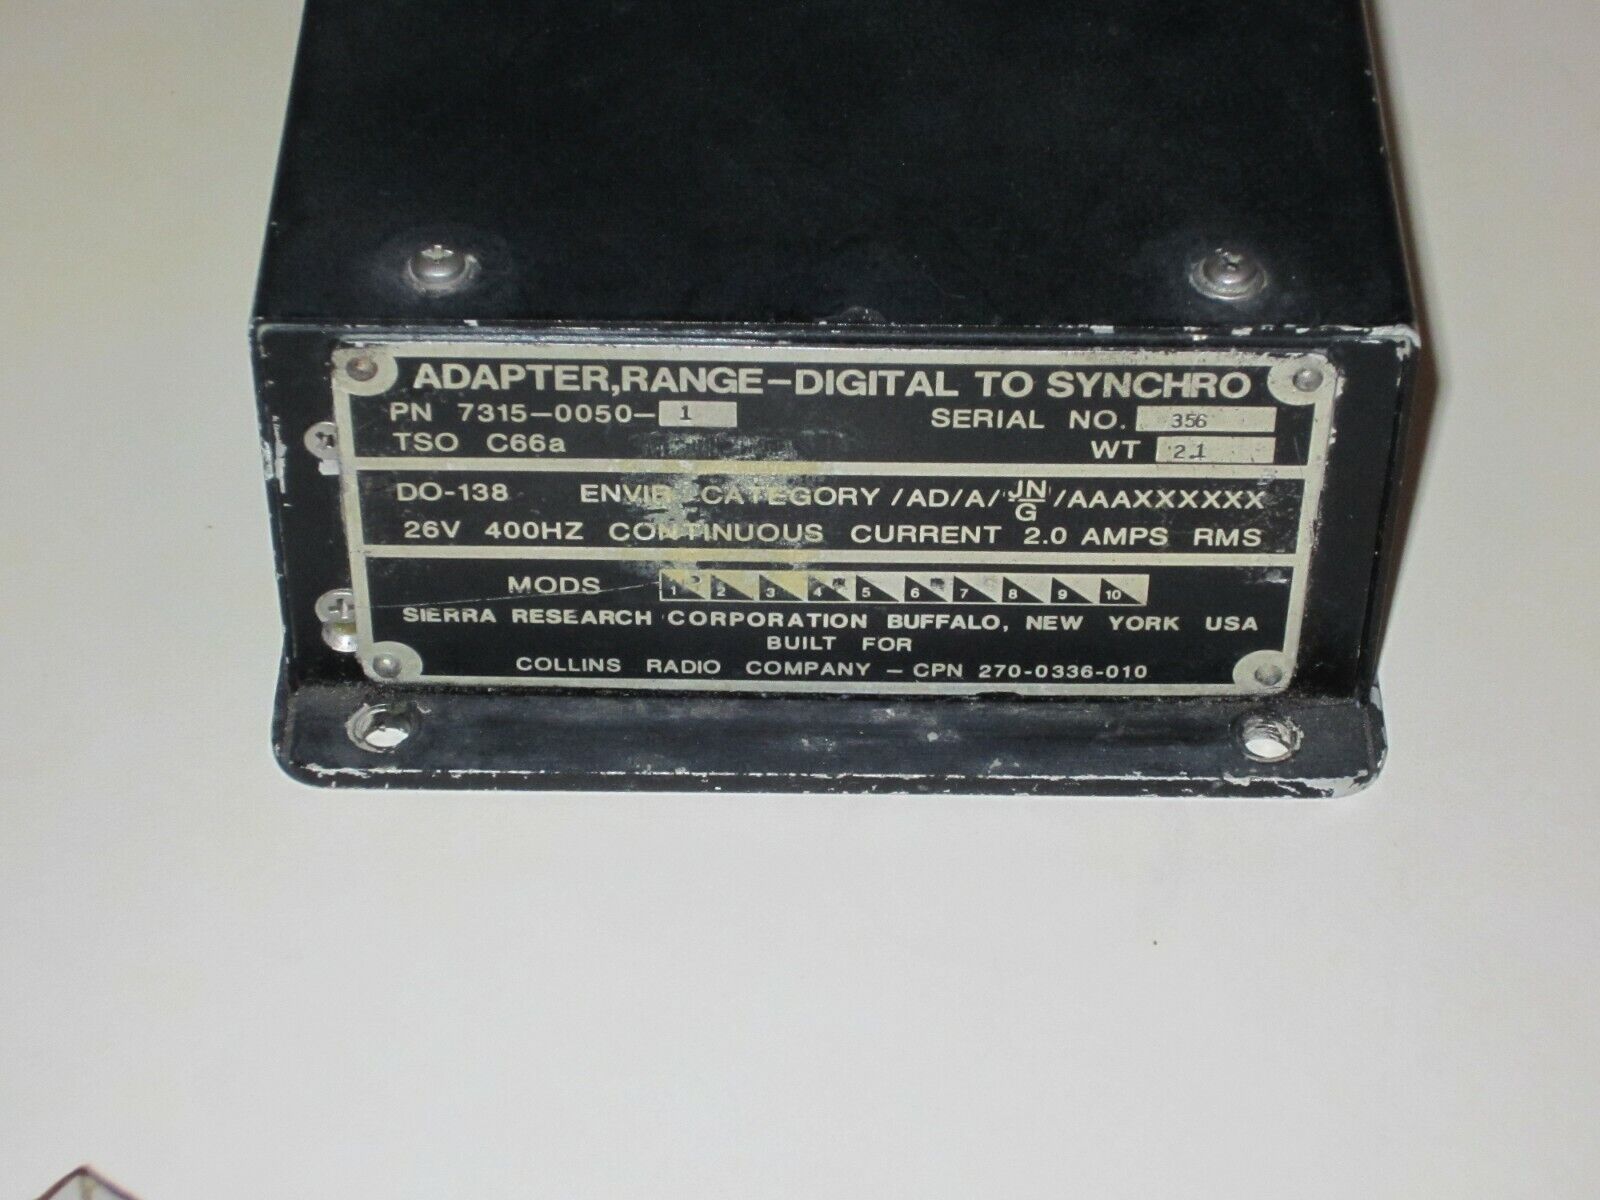 ADAPTER,RANGE-DIGITAL TO SYNCHRO
PN 7315-0050- 1 SERIAL NO. 356
TSO C66a WT 2.1
DO-138 ENVIR. CATEGORY /AD/A/ JN/G /AAAXXXXXX
26V 400HZ CONTINUOUS CURRENT 2.0 AMPS RMS
MODS 1 2 3 4 5 6 7 8 9 10
SIERRA RESEARCH CORPORATION BUFFALO, NEW YORK USA
BUILT FOR
COLLINS RADIO COMPANY - CPN 270-0336-010